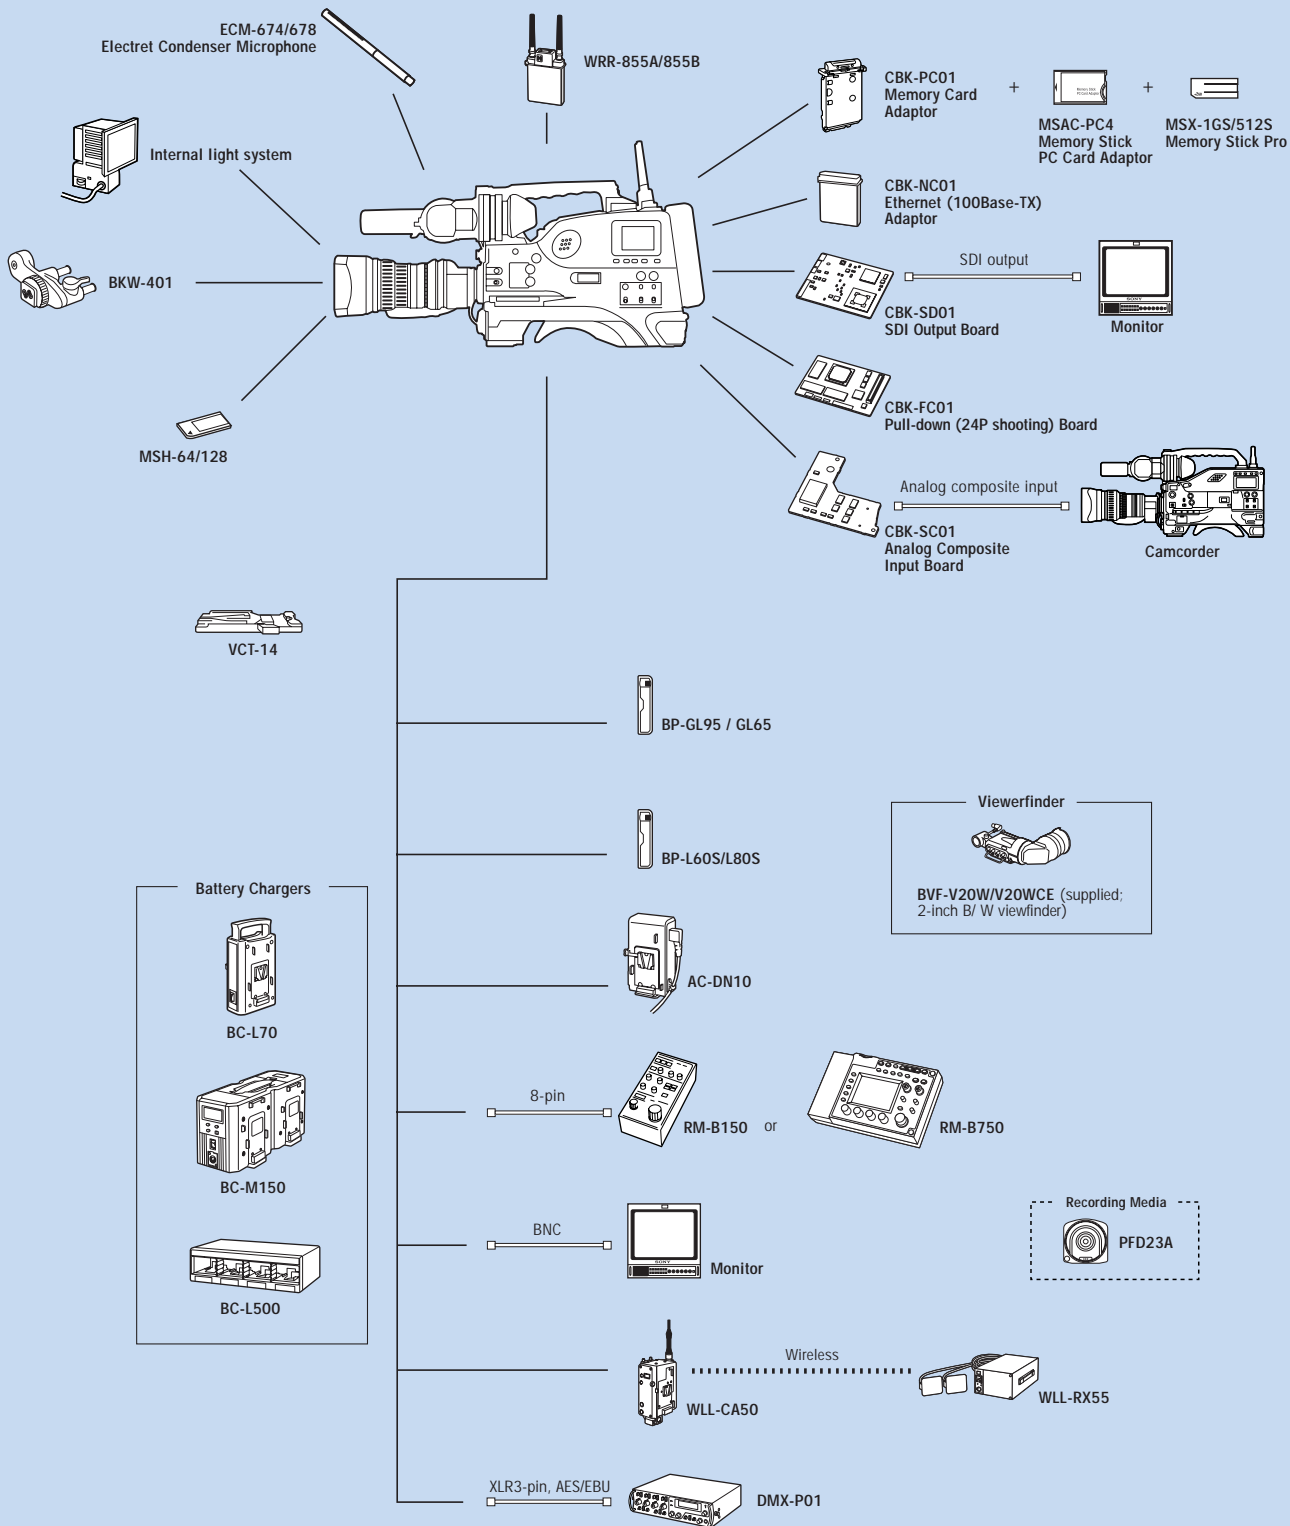 ECM-674/678
Electret Condenser Microphone
WRR-855A/855B
CBK-PC01
Memory Card
Adaptor
+
MSAC-PC4
Memory Stick
PC Card Adaptor
+
MSX-1GS/512S
Memory Stick Pro
Internal light system
CBK-NC01
Ethernet (100Base-TX)
Adaptor
BKW-401
SDI output
CBK-SD01
SDI Output Board
SONY
Monitor
MSH-64/128
CBK-FC01
Pull-down (24P shooting) Board
Analog composite input
CBK-SC01
Analog Composite
Input Board
Camcorder
VCT-14
BP-GL95 / GL65
Viewerfinder
BVF-V20W/V20WCE (supplied;
2-inch B/ W viewfinder)
BP-L60S/L80S
Battery Chargers
BC-L70
BC-M150
BC-L500
AC-DN10
8-pin
RM-B150
or
RM-B750
Recording Media
PFD23A
BNC
SONY
Monitor
Wireless
WLL-CA50
WLL-RX55
XLR3-pin, AES/EBU
DMX-P01